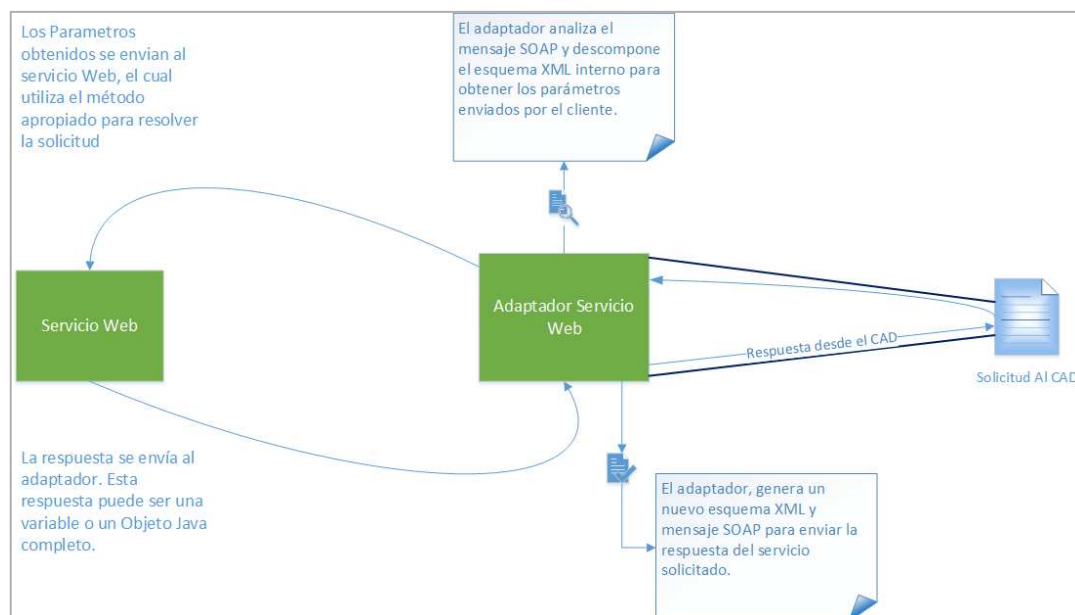 Los Parametros
obtenidos se envian al
servicio Web, el cual
utiliza el método
apropiado para resolver
la solicitud
El adaptador analiza el
mensaje SOAP y descompone
el esquema XML interno para
obtener los parámetros
enviados por el cliente.
Servicio Web
Adaptador Servicio
Web
Respuesta desde el CAD
Solicitud Al CAD
La respuesta se envía al
adaptador. Esta
respuesta puede ser una
variable o un Objeto Java
completo.
El adaptador, genera un
nuevo esquema XML y
mensaje SOAP para enviar la
respuesta del servicio
solicitado.